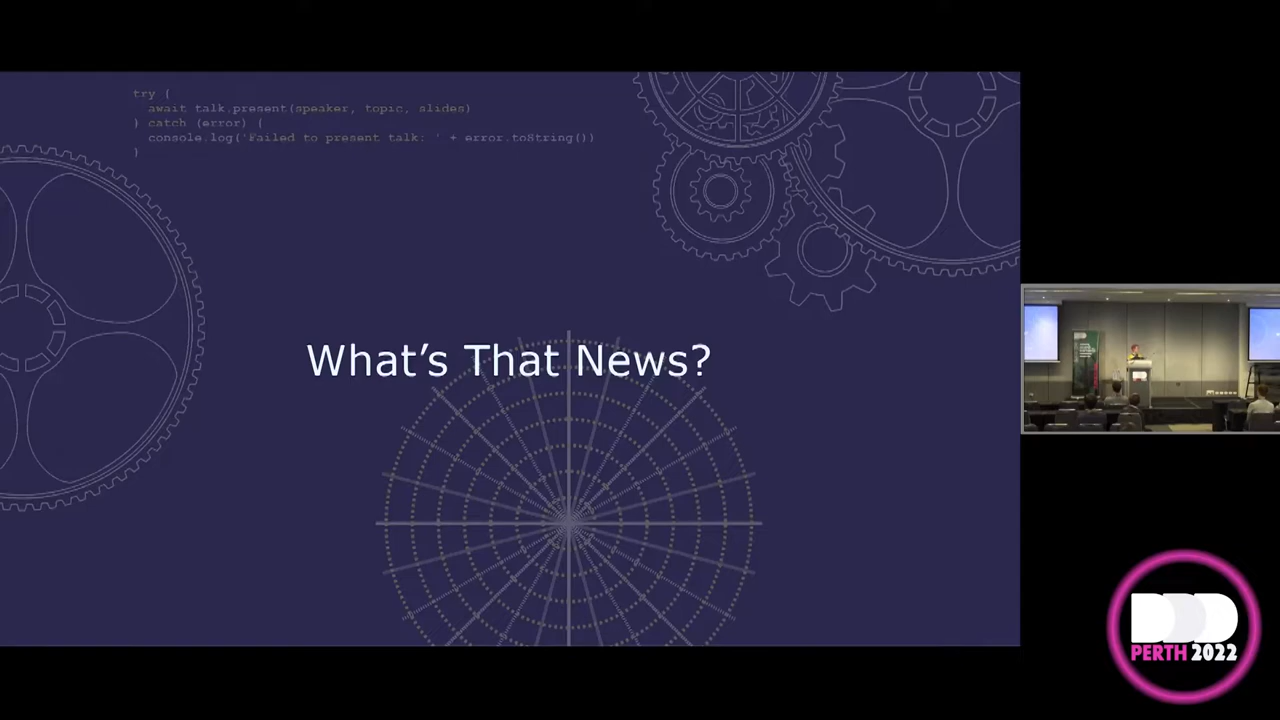 try {
await talk.present(speaker, topic, slides)
} catch (error) {
console.log('Failed to present talk: ' + error.toString())
}
What's That News?
DDD
PERTH 2022